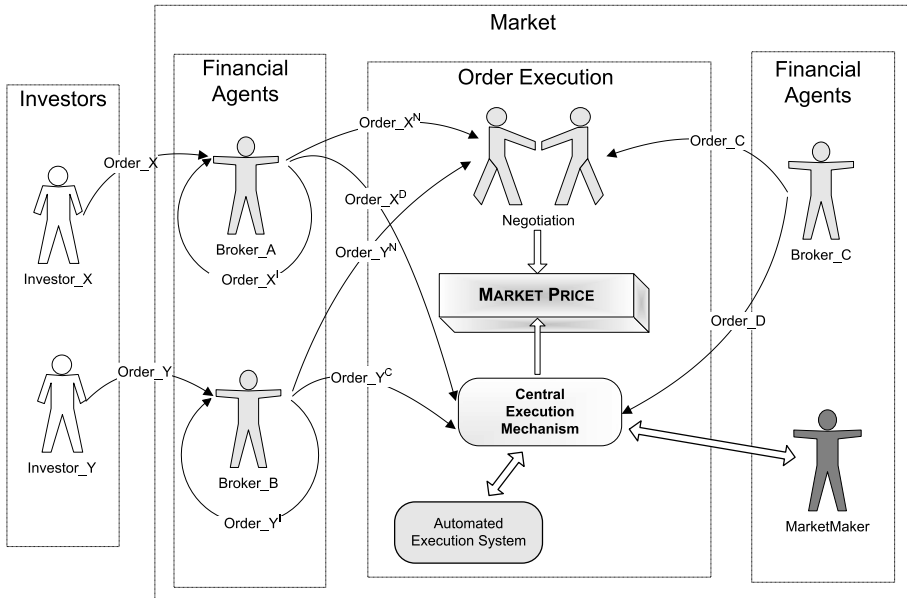 Market
Investors
Financial
Agents
Order Execution
Financial
Agents
Order_X
Order_X^N
Order_C
Order_X^D
Negotiation
Investor_X
Broker_A
Order_Y^N
Broker_C
Order_X^I
MARKET PRICE
Order_D
Order_Y
Order_Y^C
Central
Execution
Mechanism
Investor_Y
Broker_B
Order_Y^I
Automated
Execution System
MarketMaker